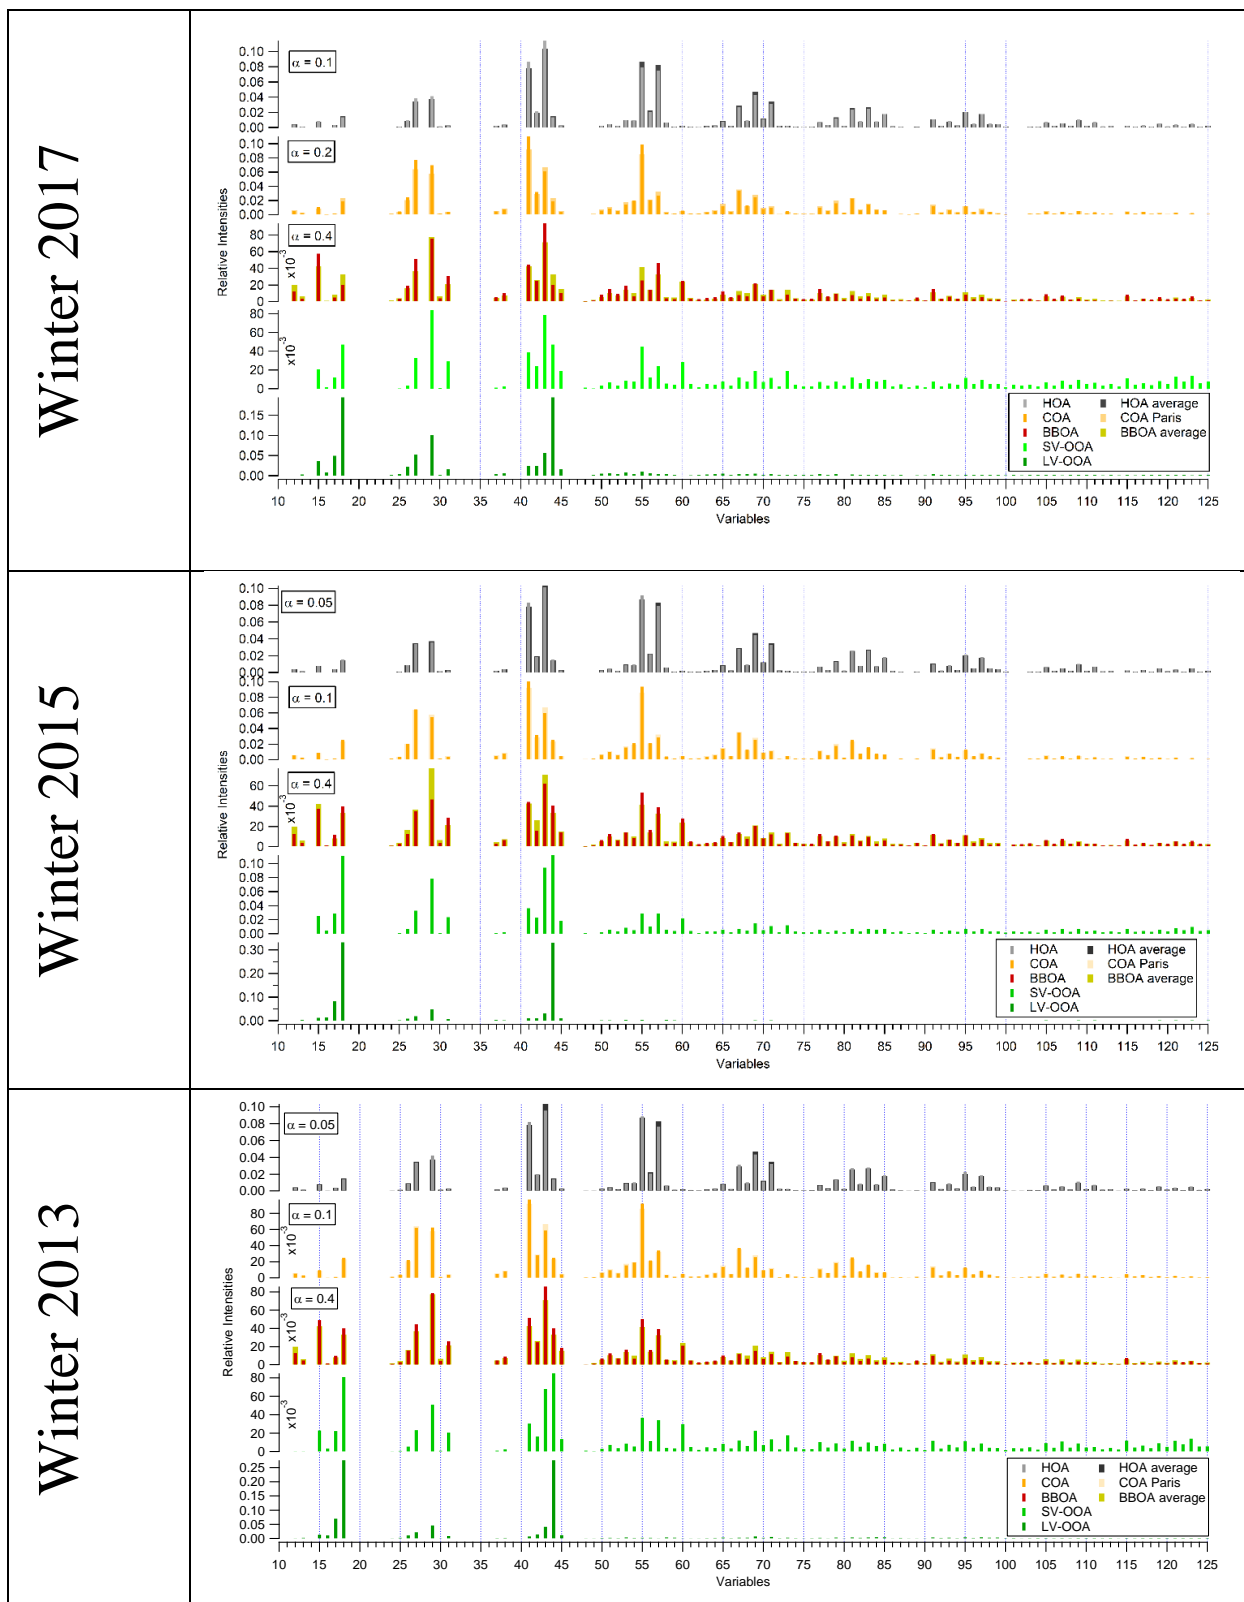 Winter 2017
Relative Intensities
α = 0.1
0.10
0.08
0.06
0.04
0.02
0.00
α = 0.2
0.10
0.08
0.06
0.04
0.02
0.00
α = 0.4
x10⁻³
80
60
40
20
0
x10⁻³
80
60
40
20
0
0.15
0.10
0.05
0.00
HOA HOA average
COA COA Paris
BBOA BBOA average
SV-OOA
LV-OOA
10 15 20 25 30 35 40 45 50 55 60 65 70 75 80 85 90 95 100 105 110 115 120 125
Variables
Winter 2015
Relative Intensities
α = 0.05
0.10
0.08
0.06
0.04
0.02
0.00
α = 0.1
0.10
0.08
0.06
0.04
0.02
0.00
α = 0.4
x10⁻³
60
40
20
0
0.10
0.08
0.06
0.04
0.02
0.00
0.30
0.20
0.10
0.00
HOA HOA average
COA COA Paris
BBOA BBOA average
SV-OOA
LV-OOA
10 15 20 25 30 35 40 45 50 55 60 65 70 75 80 85 90 95 100 105 110 115 120 125
Variables
Winter 2013
Relative Intensities
α = 0.05
0.10
0.08
0.06
0.04
0.02
0.00
α = 0.1
x10⁻³
80
60
40
20
0
α = 0.4
x10⁻³
80
60
40
20
0
x10⁻³
80
60
40
20
0
0.25
0.20
0.15
0.10
0.05
0.00
HOA HOA average
COA COA Paris
BBOA BBOA average
SV-OOA
LV-OOA
10 15 20 25 30 35 40 45 50 55 60 65 70 75 80 85 90 95 100 105 110 115 120 125
Variables